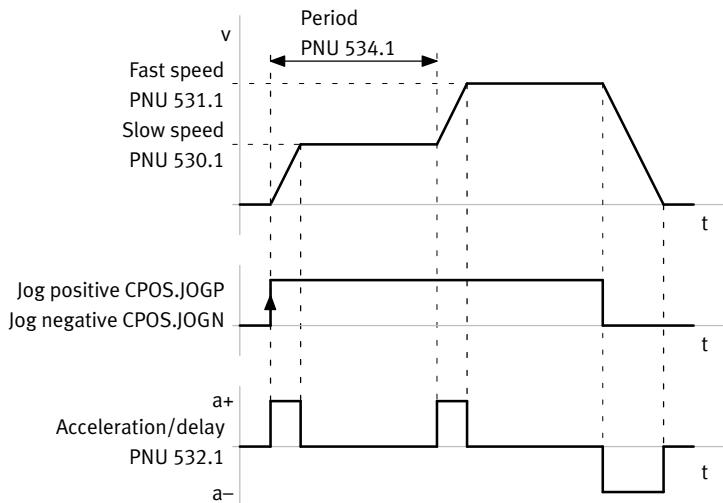 Period
PNU 534.1
v
Fast speed
PNU 531.1
Slow speed
PNU 530.1
t
Jog positive CPOS.JOGP
Jog negative CPOS.JOGN
t
a+
Acceleration/delay
PNU 532.1
t
a–